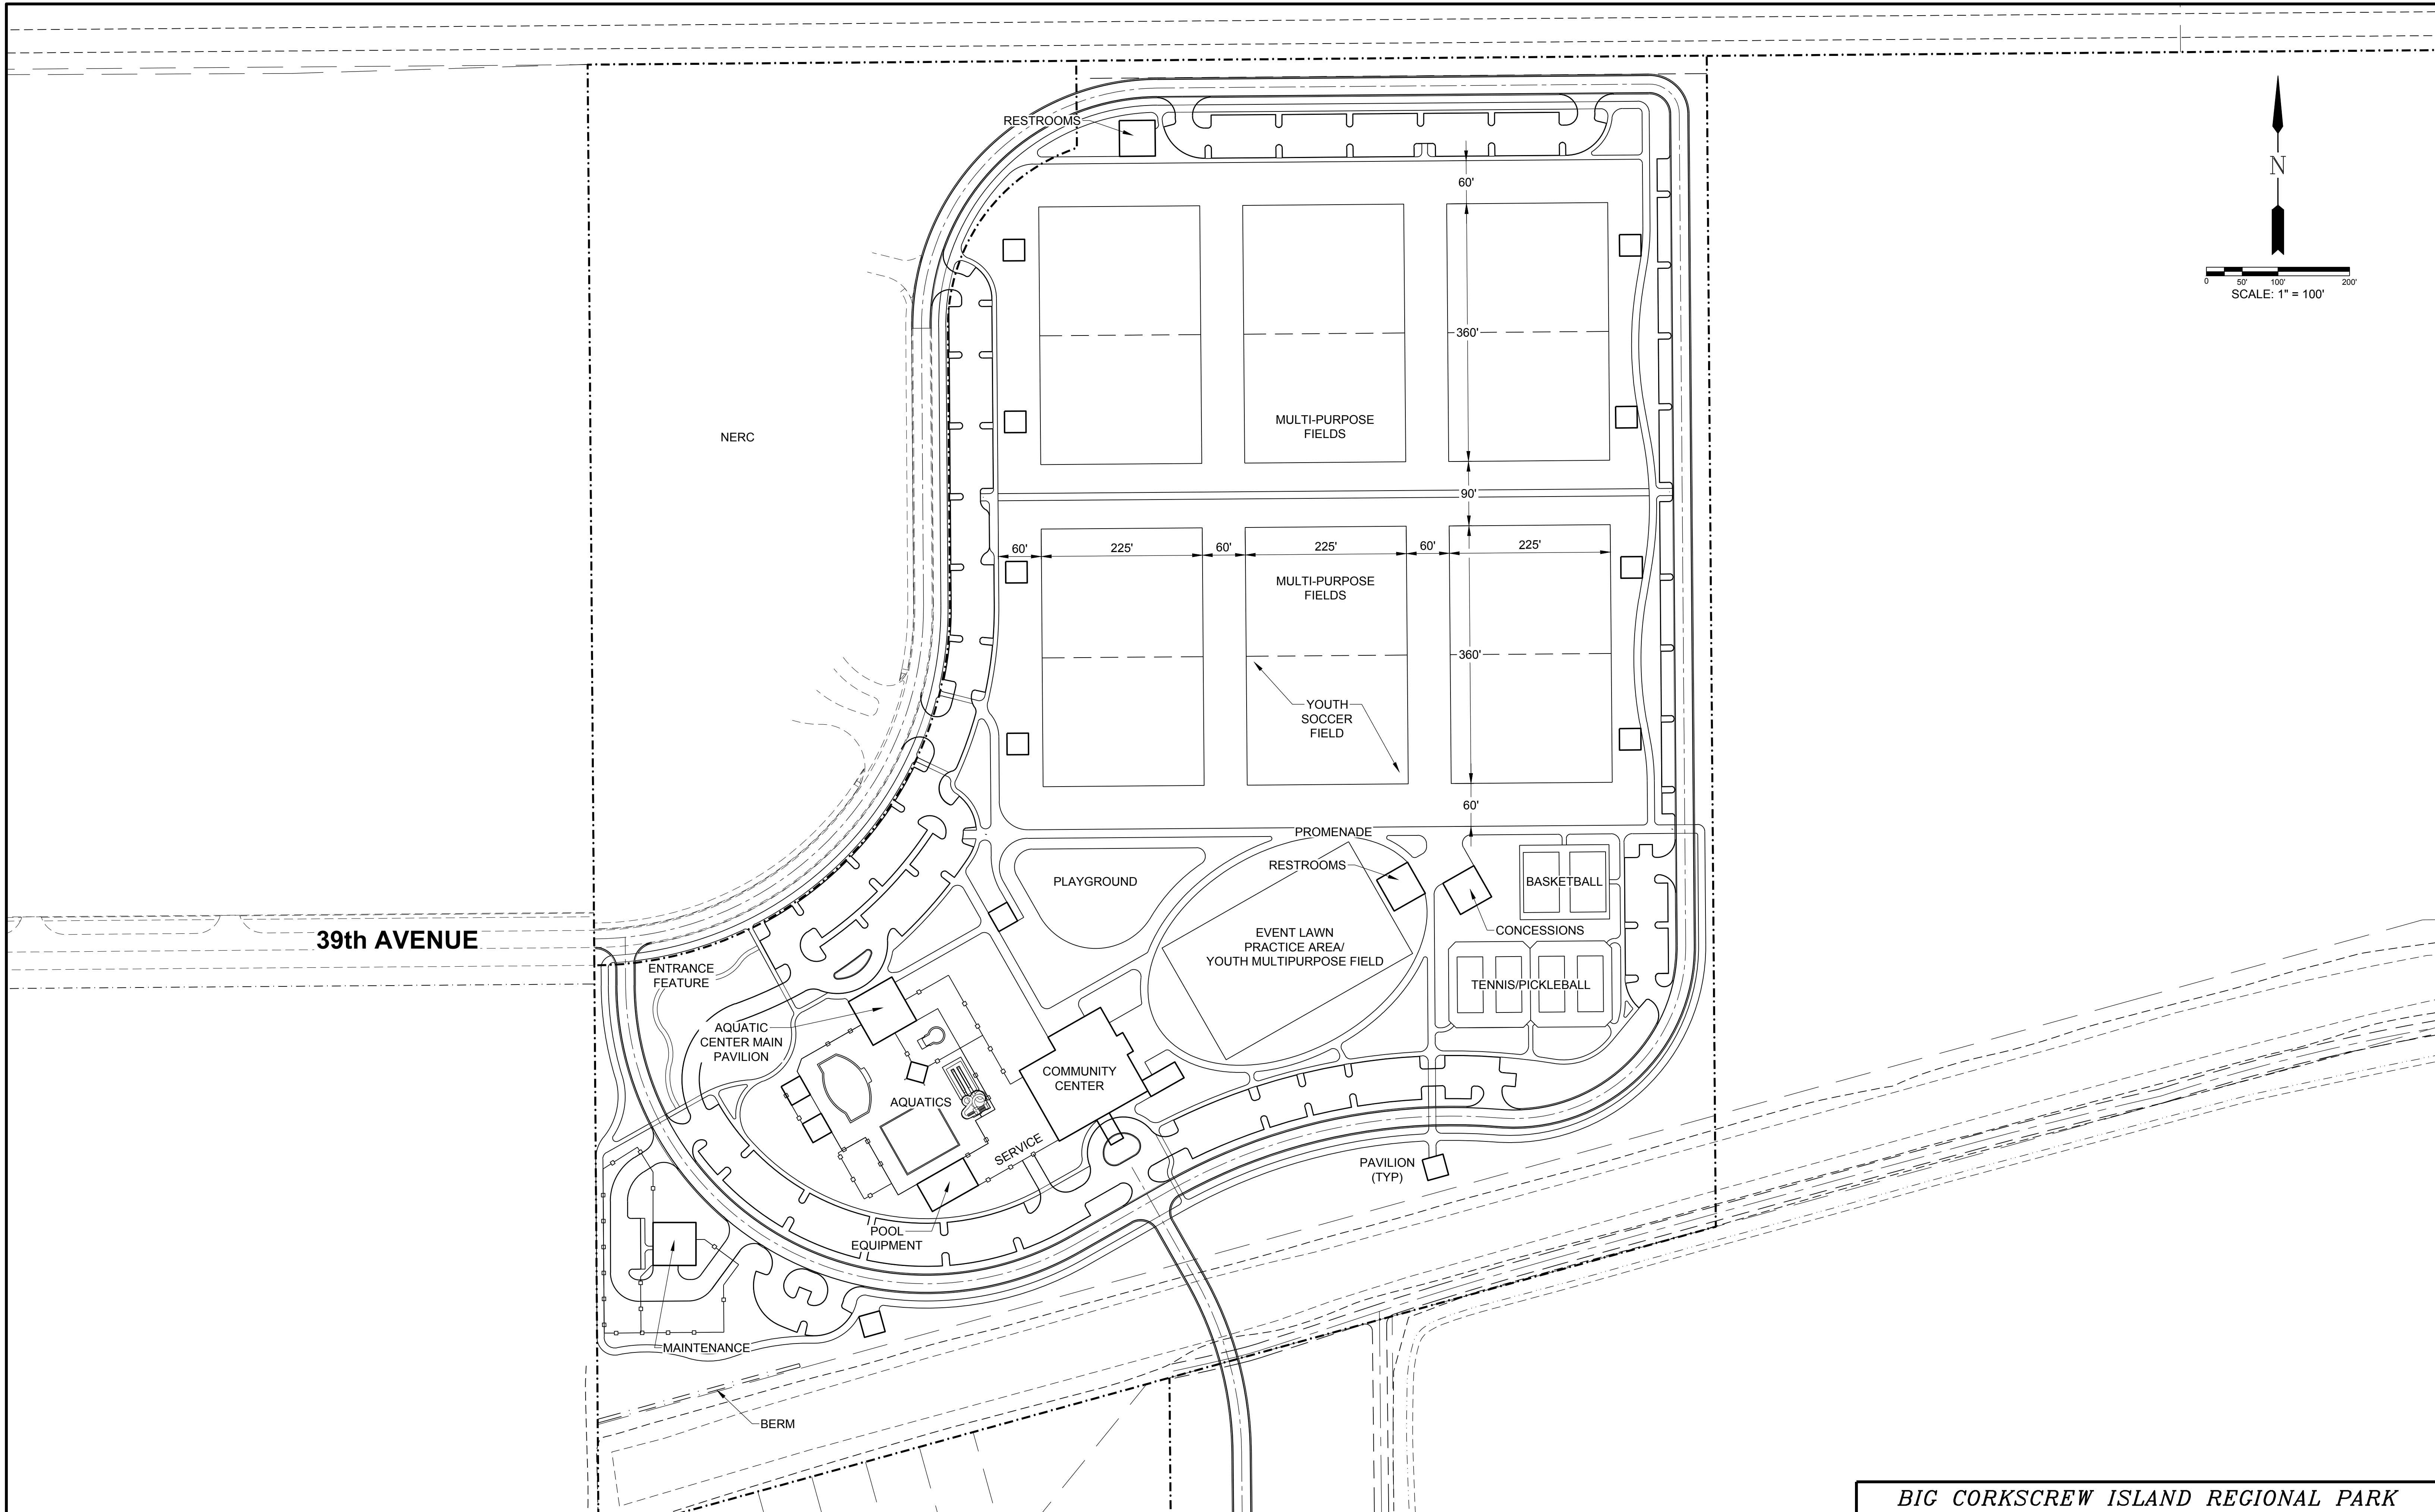 RESTROOMS
N
0 50' 100' 200'
SCALE: 1" = 100'
60'
360'
NERC
MULTI-PURPOSE
FIELDS
90'
60' 225' 60' 225' 60' 225'
MULTI-PURPOSE
FIELDS
360'
YOUTH
SOCCER
FIELD
60'
PROMENADE
RESTROOMS
PLAYGROUND
BASKETBALL
CONCESSIONS
EVENT LAWN
PRACTICE AREA/
YOUTH MULTIPURPOSE FIELD
39th AVENUE
ENTRANCE
FEATURE
TENNIS/PICKLEBALL
AQUATIC
CENTER MAIN
PAVILION
COMMUNITY
CENTER
AQUATICS
SERVICE
PAVILION
(TYP)
POOL
EQUIPMENT
MAINTENANCE
BERM
BIG CORKSCREW ISLAND REGIONAL PARK